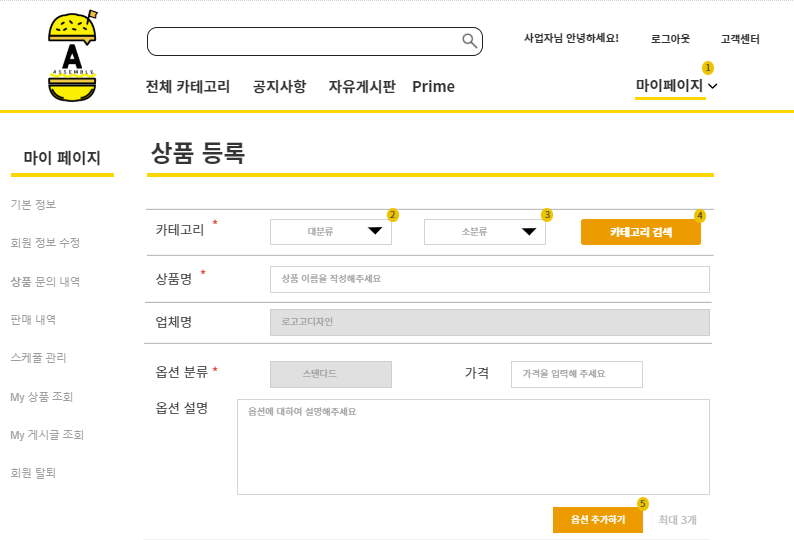 사업자님 안녕하세요! 로그아웃 고객센터
A
ASSEMBLE
전체 카테고리 공지사항 자유게시판 Prime 마이페이지 1
마이 페이지
상품 등록
기본 정보
회원 정보 수정
상품 문의 내역
판매 내역
스케줄 관리
My 상품 조회
My 게시글 조회
회원 탈퇴
카테고리 * 대분류 2 소분류 3 카테고리 검색 4
상품명 * 상품 이름을 작성해주세요
업체명 로고고디자인
옵션 분류 * 스탠다드 가격 가격을 입력해 주세요
옵션 설명 옵션에 대하여 설명해주세요
옵션 추가하기 5 최대 3개